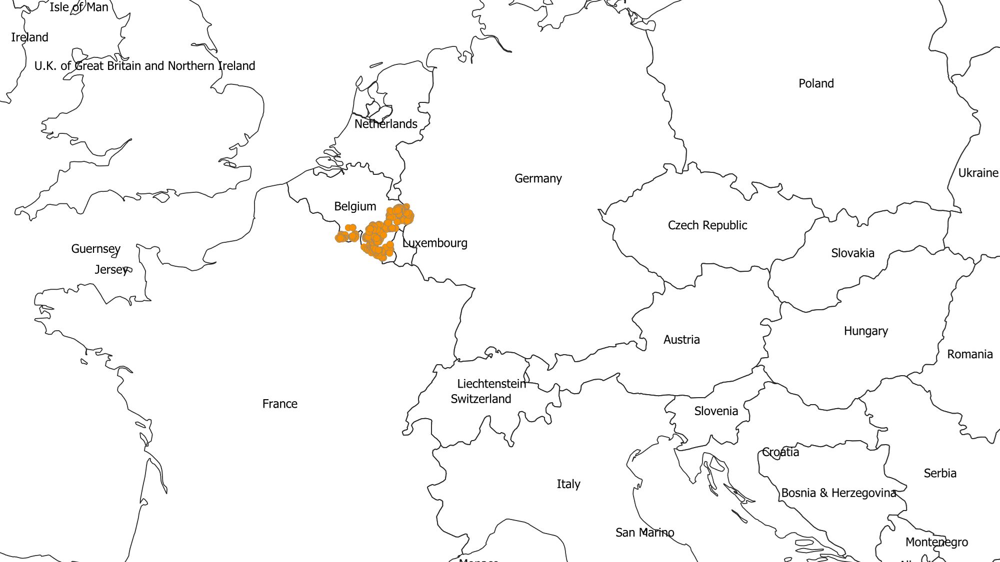 Isle of Man
Ireland
U.K. of Great Britain and Northern Ireland
Poland
Netherlands
Ukraine
Germany
Belgium
Czech Republic
Luxembourg
Guernsey
Slovakia
Jersey
Hungary
Austria
Romania
Liechtenstein
Switzerland
France
Slovenia
Croatia
Serbia
Italy
Bosnia & Herzegovina
San Marino
Montenegro